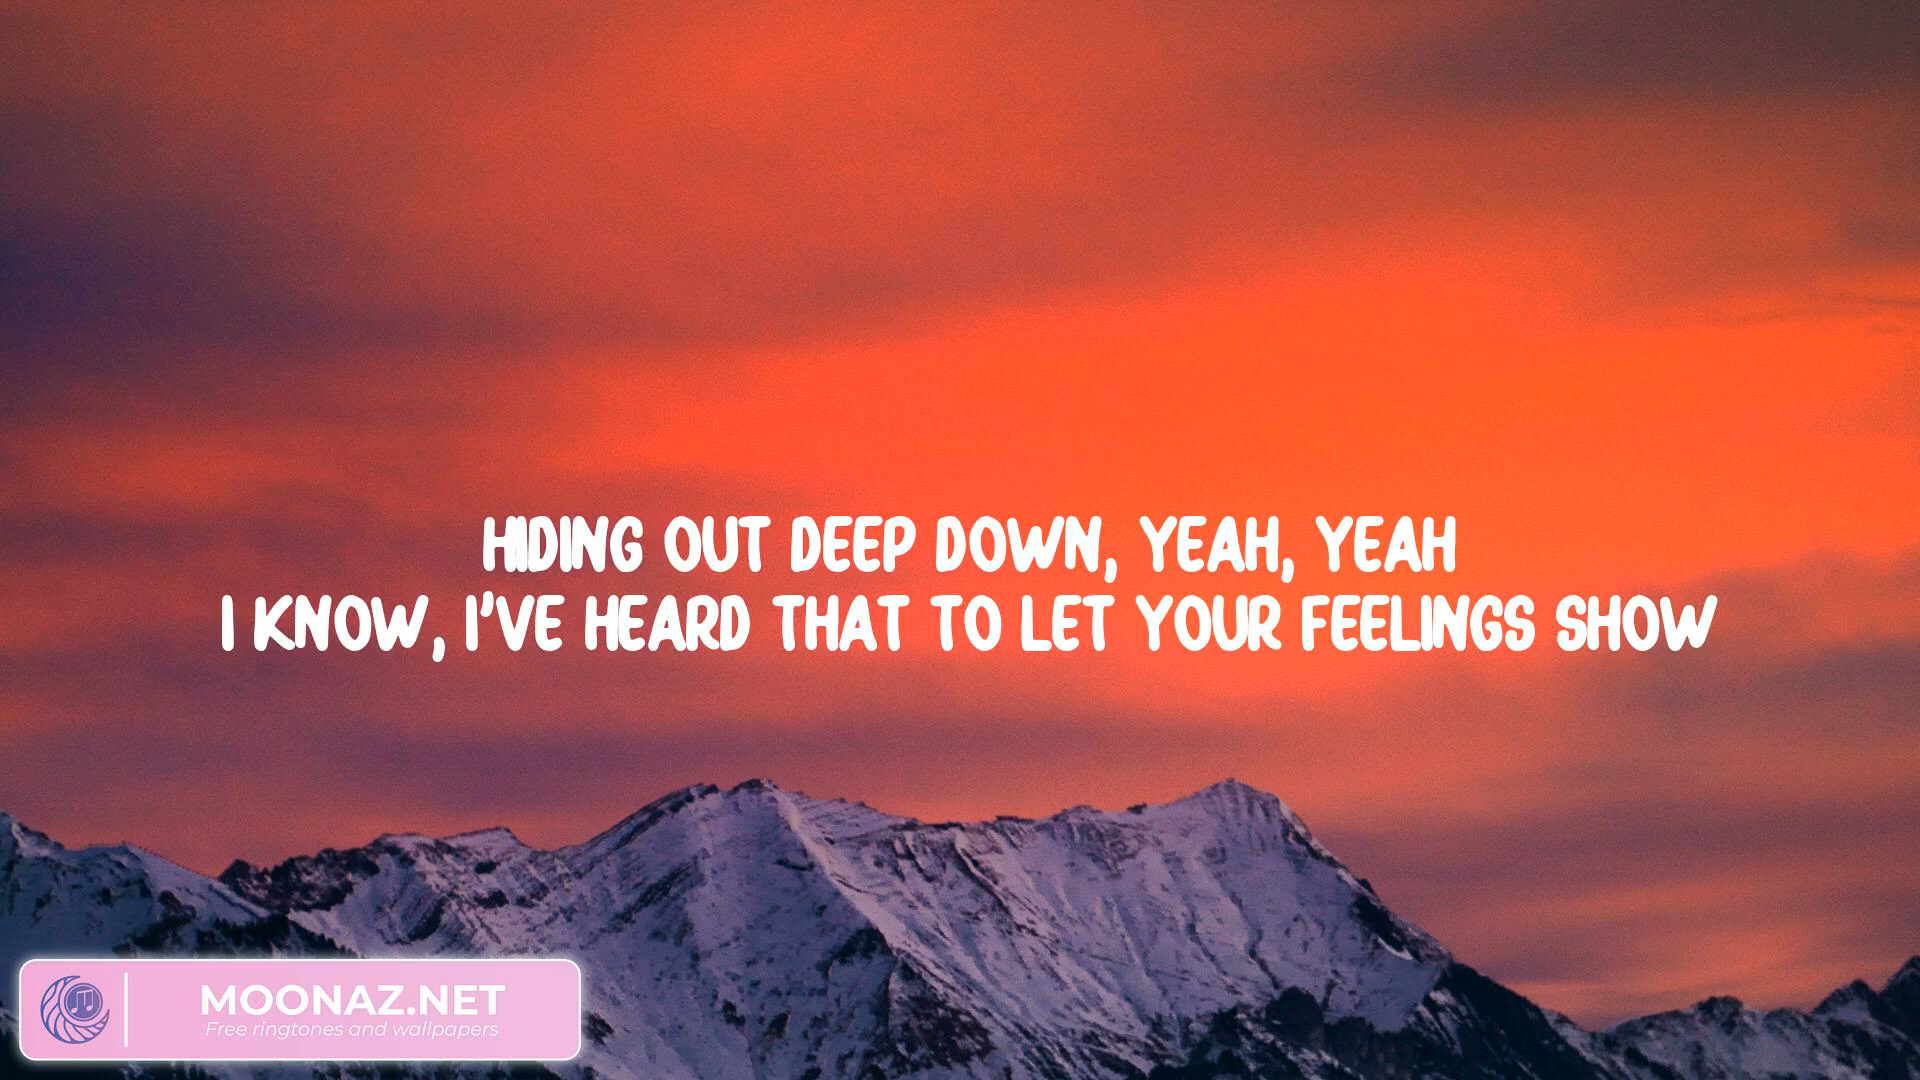 HIDING OUT DEEP DOWN, YEAH, YEAH
I KNOW, I'VE HEARD THAT TO LET YOUR FEELINGS SHOW
MOONAZ.NET
Free ringtones and wallpapers